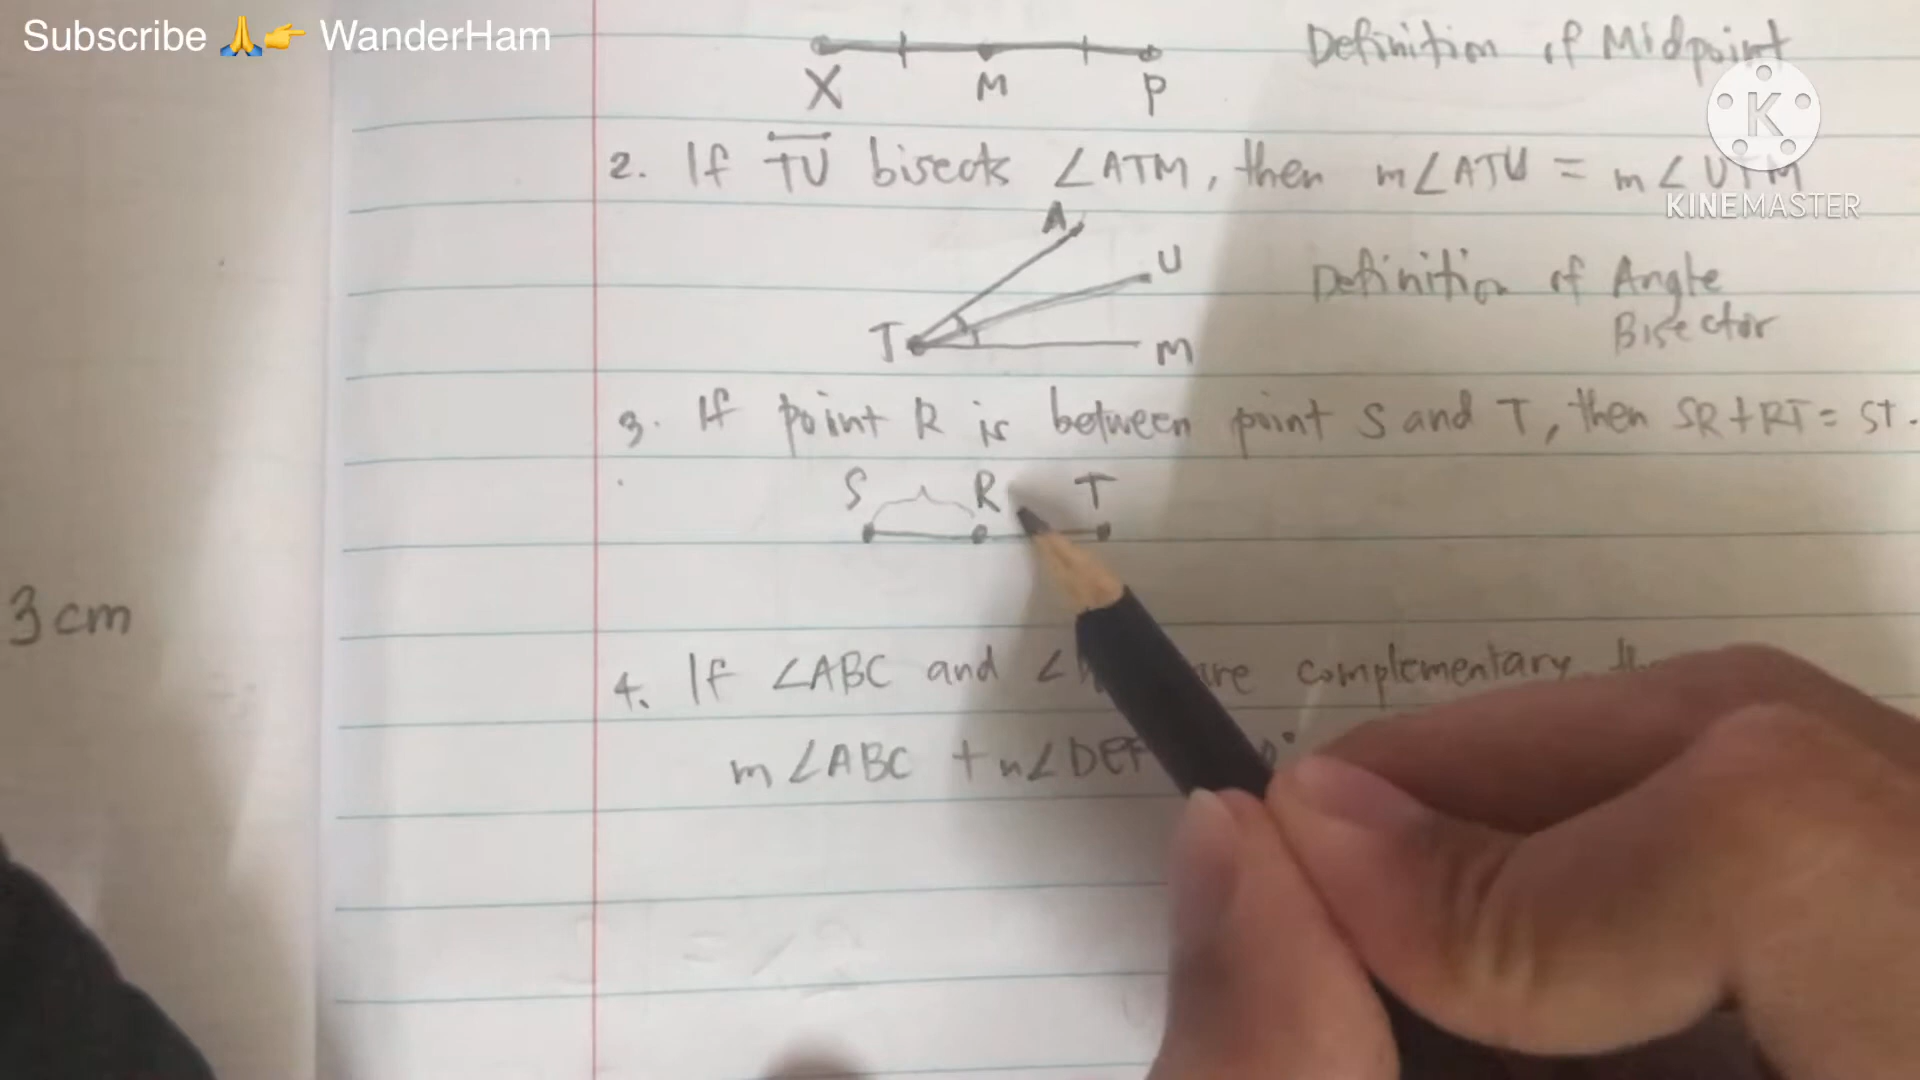 Subscribe 🙏👉 WanderHam
X M P
Definition of Midpoint
K
KINEMASTER
2. If TU bisects ∠ATM, then m∠ATU = m∠UTM
A
U
T
M
Definition of Angle
Bisector
3. If point R is between point S and T, then SR+RT = ST.
S R T
3cm
4. If ∠ABC and ∠ are complementary
m∠ABC + m∠DEF